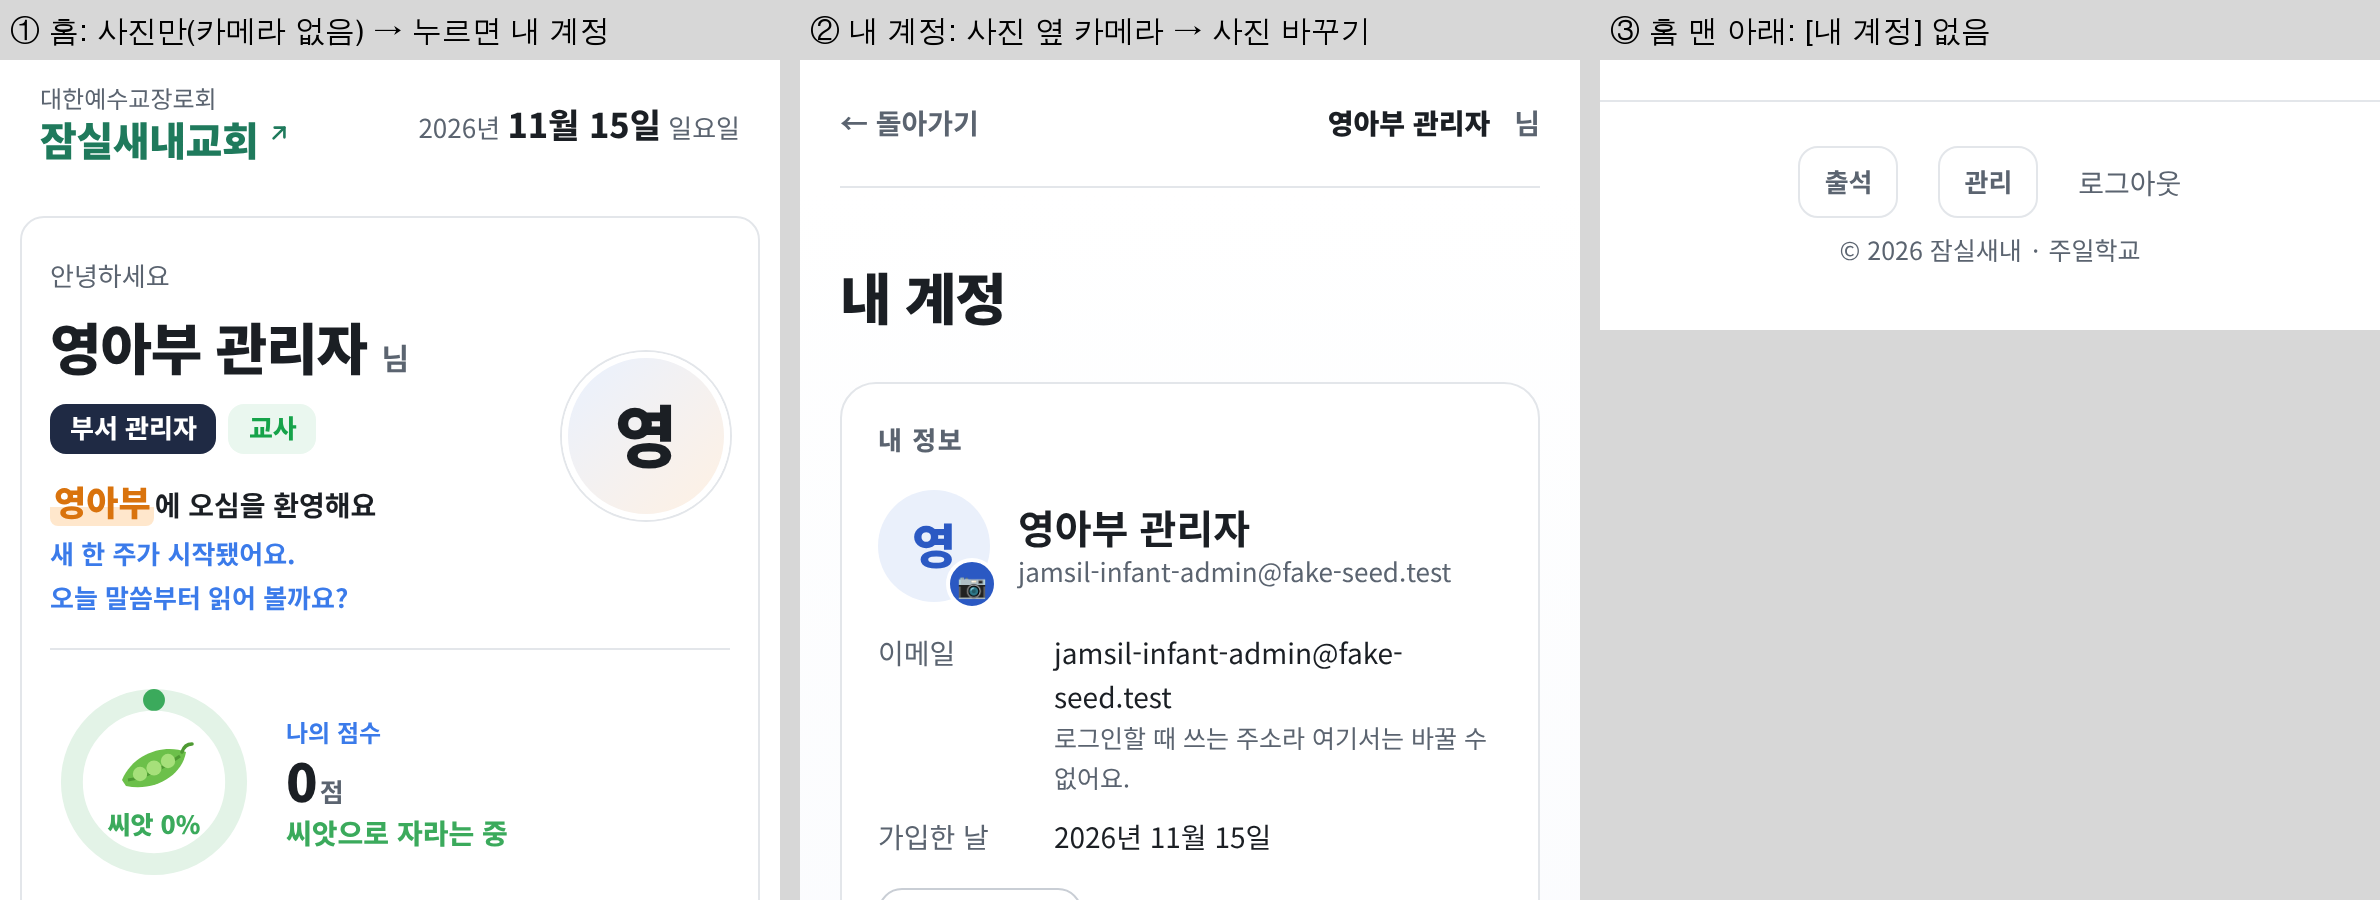 ① 홈: 사진만(카메라 없음) → 누르면 내 계정
대한예수교장로회
잠실새내교회 ↗
2026년 11월 15일 일요일
안녕하세요
영아부 관리자 님
부서 관리자
교사
영아부에 오심을 환영해요
새 한 주가 시작됐어요.
오늘 말씀부터 읽어 볼까요?
영
나의 점수
0점
씨앗으로 자라는 중
씨앗 0%
② 내 계정: 사진 옆 카메라 → 사진 바꾸기
← 돌아가기
영아부 관리자 님
내 계정
내 정보
영
영아부 관리자
jamsil-infant-admin@fake-seed.test
이메일
jamsil-infant-admin@fake-
seed.test
로그인할 때 쓰는 주소라 여기서는 바꿀 수
없어요.
가입한 날
2026년 11월 15일
③ 홈 맨 아래: [내 계정] 없음
출석
관리
로그아웃
© 2026 잠실새내 · 주일학교